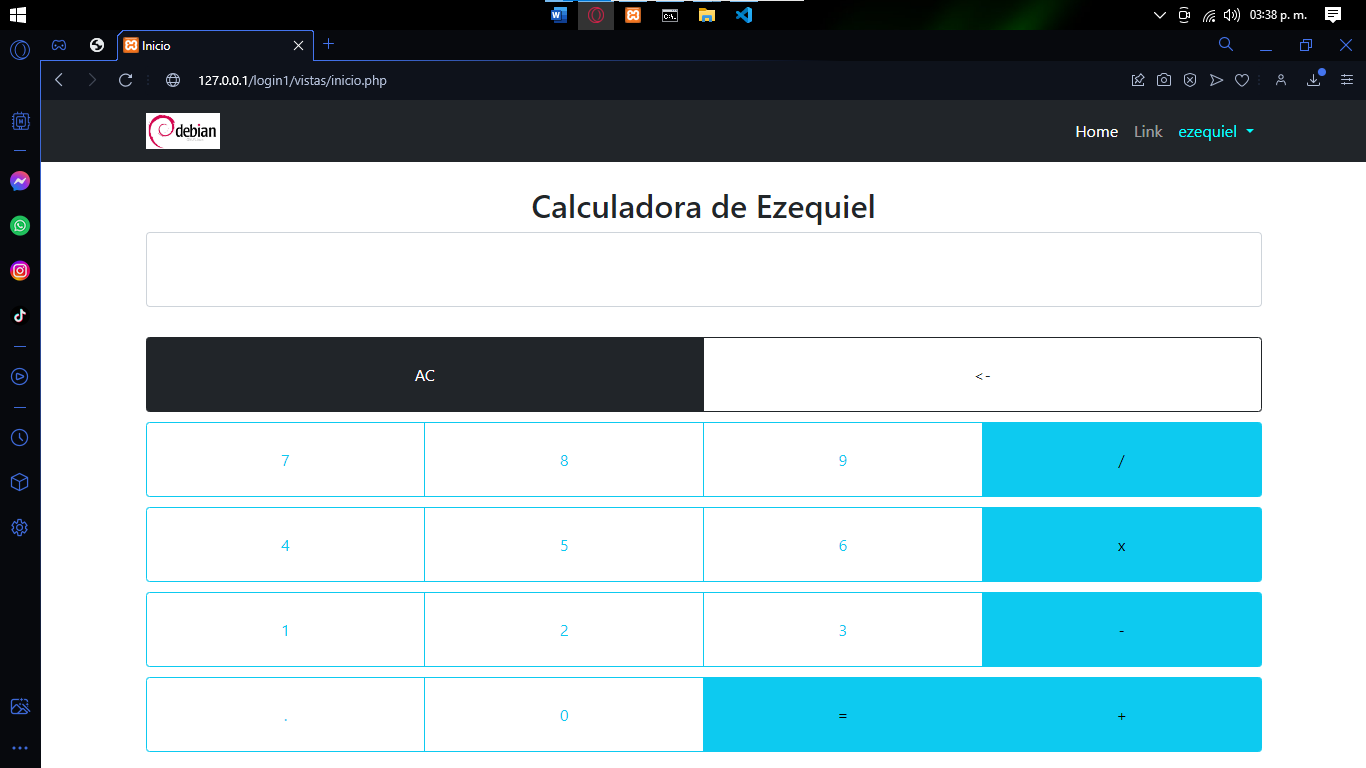 03:38 p. m.
Inicio
127.0.0.1/login1/vistas/inicio.php
debian
Home Link ezequiel
Calculadora de Ezequiel
AC <-
7 8 9 /
4 5 6 x
1 2 3 -
. 0 = +